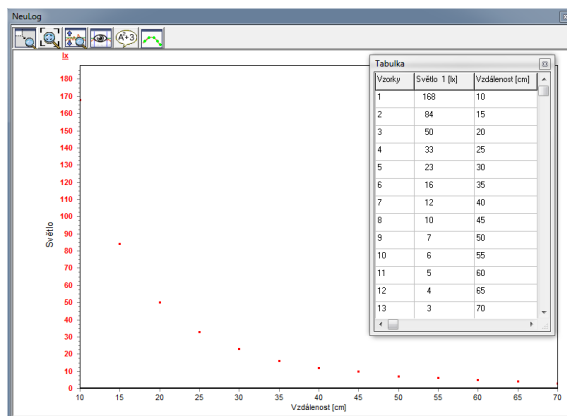 NeuLog
A+3
lx
Tabulka
Vzorky Světlo 1 [lx] Vzdálenost [cm]
1 168 10
2 84 15
3 50 20
4 33 25
5 23 30
6 16 35
7 12 40
8 10 45
9 7 50
10 6 55
11 5 60
12 4 65
13 3 70
180
170
160
150
140
130
120
110
100
90
80
70
60
50
40
30
20
10
0
Světlo
10 15 20 25 30 35 40 45 50 55 60 65 70
Vzdálenost [cm]